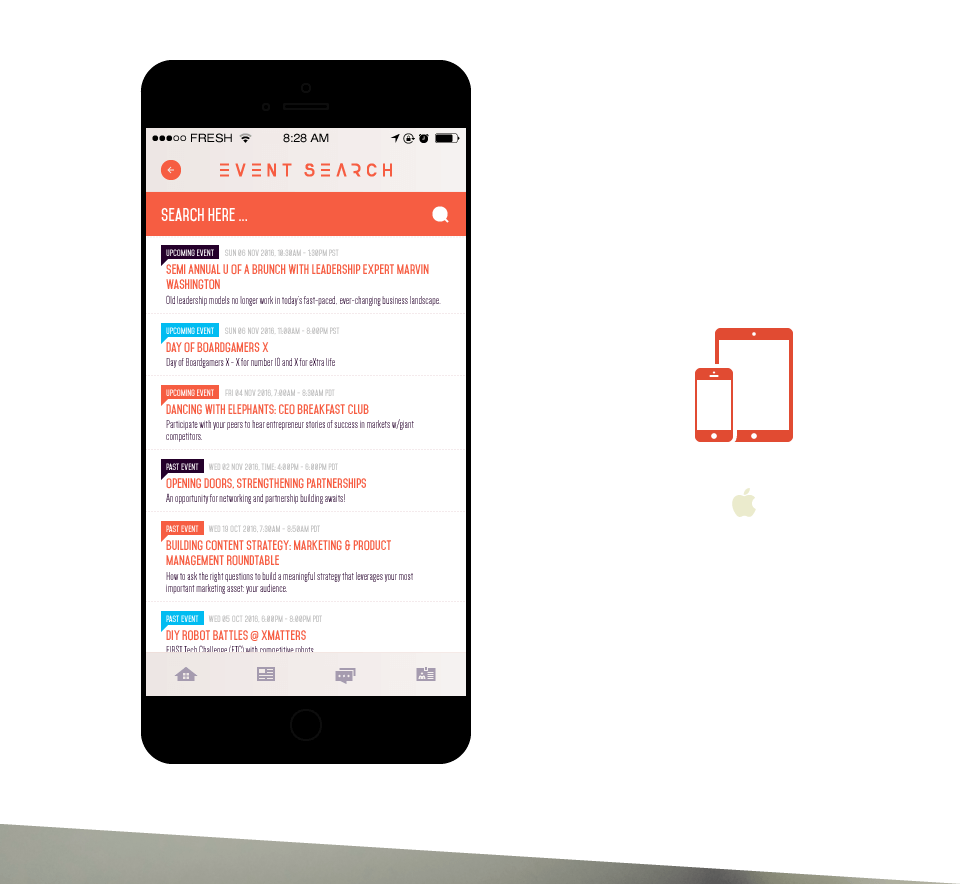 FRESH 8:28 AM
EVENT SEARCH
SEARCH HERE ...
UPCOMING EVENT SUN 06 NOV 2016, 10:30AM - 1:30PM PST
SEMI ANNUAL U OF A BRUNCH WITH LEADERSHIP EXPERT MARVIN
WASHINGTON
Old leadership models no longer work in today's fast-paced, ever-changing business landscape.
UPCOMING EVENT SUN 06 NOV 2016, 11:00AM - 8:00PM PST
DAY OF BOARDGAMERS X
Day of Boardgamers X - X for number 10 and X for eXtra life
UPCOMING EVENT FRI 04 NOV 2016, 7:00AM - 8:30AM PDT
DANCING WITH ELEPHANTS: CEO BREAKFAST CLUB
Participate with your peers to hear entrepreneur stories of success in markets w/giant
competitors.
PAST EVENT WED 02 NOV 2016, TIME: 4:00PM - 6:00PM PDT
OPENING DOORS, STRENGTHENING PARTNERSHIPS
An opportunity for networking and partnership building awaits!
PAST EVENT WED 19 OCT 2016, 7:30AM - 8:50AM PDT
BUILDING CONTENT STRATEGY: MARKETING & PRODUCT
MANAGEMENT ROUNDTABLE
How to ask the right questions to build a meaningful strategy that leverages your most
important marketing asset: your audience.
PAST EVENT WED 05 OCT 2016, 6:00PM - 8:00PM PDT
DIY ROBOT BATTLES @ XMATTERS
FIRST Tech Challenge (FTC) with competitive robots